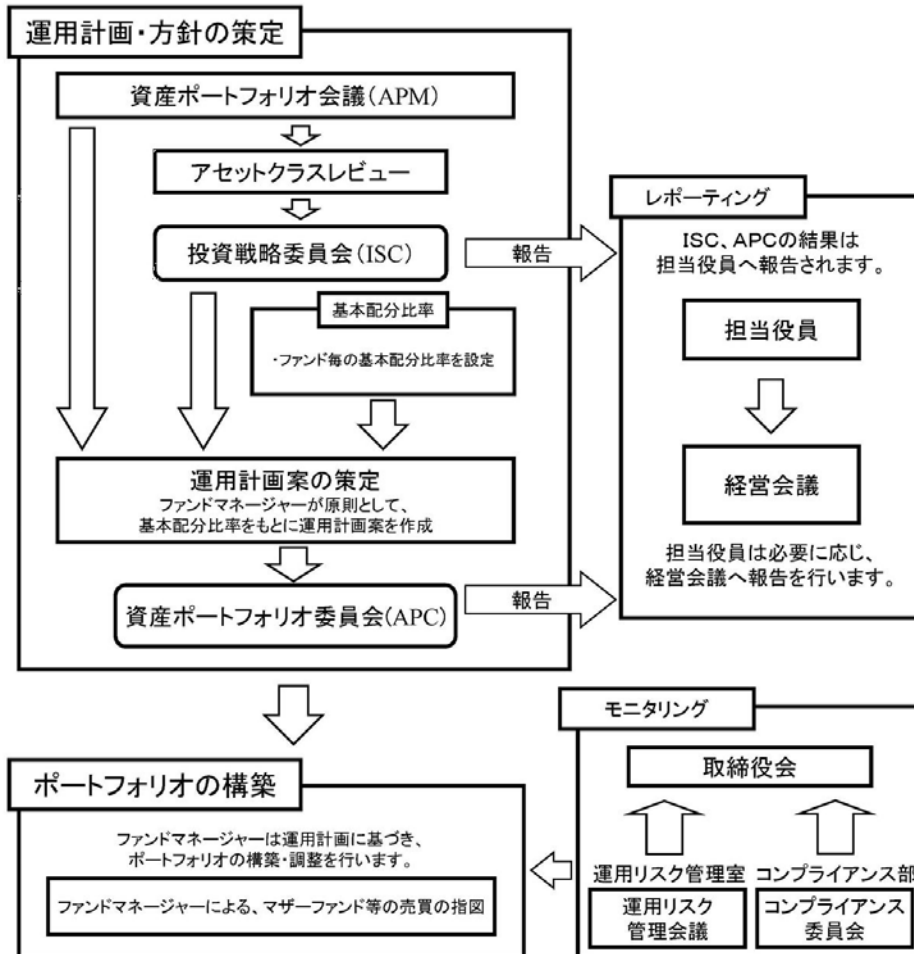 運用計画・方針の策定
資産ポートフォリオ会議(APM)
アセットクラスレビュー
投資戦略委員会(ISC)
報告
基本配分比率
・ファンド毎の基本配分比率を設定
運用計画案の策定
ファンドマネージャーが原則として、
基本配分比率をもとに運用計画案を作成
資産ポートフォリオ委員会(APC)
報告
レポーティング
ISC、APCの結果は
担当役員へ報告されます。
担当役員
経営会議
担当役員は必要に応じ、
経営会議へ報告を行います。
ポートフォリオの構築
ファンドマネージャーは運用計画に基づき、
ポートフォリオの構築・調整を行います。
ファンドマネージャーによる、マザーファンド等の売買の指図
モニタリング
取締役会
運用リスク管理室
コンプライアンス部
運用リスク
管理会議
コンプライアンス
委員会